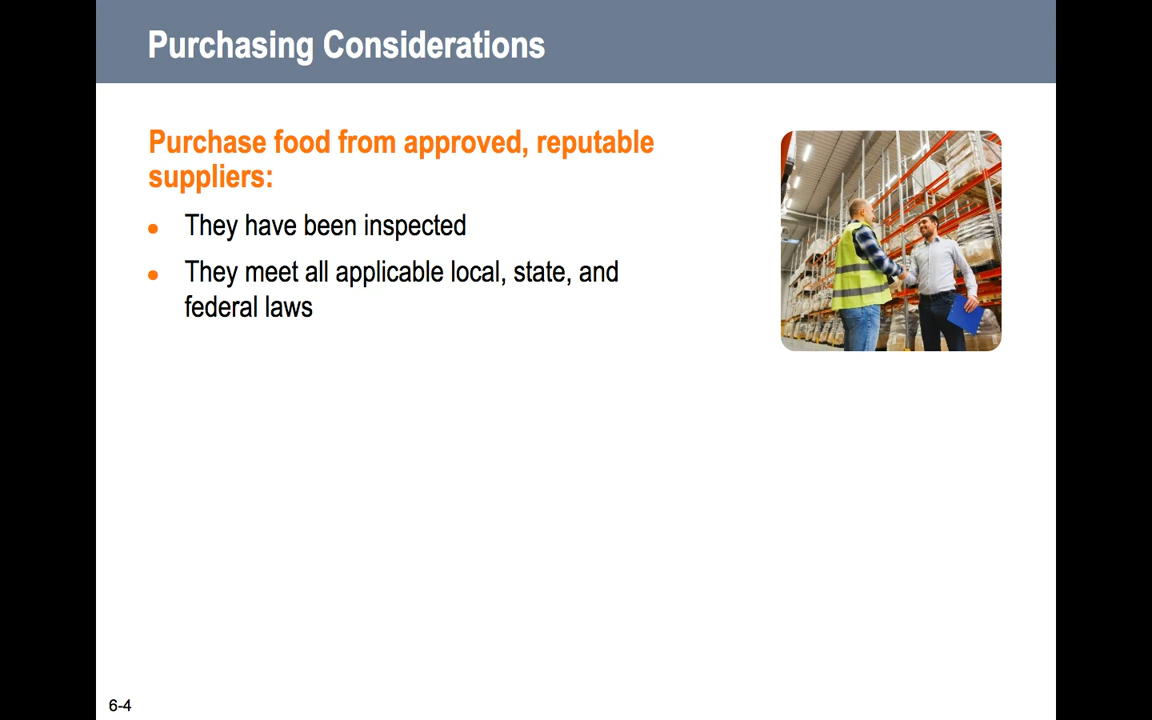 Purchasing Considerations
Purchase food from approved, reputable
suppliers:
• They have been inspected
• They meet all applicable local, state, and
federal laws
6-4